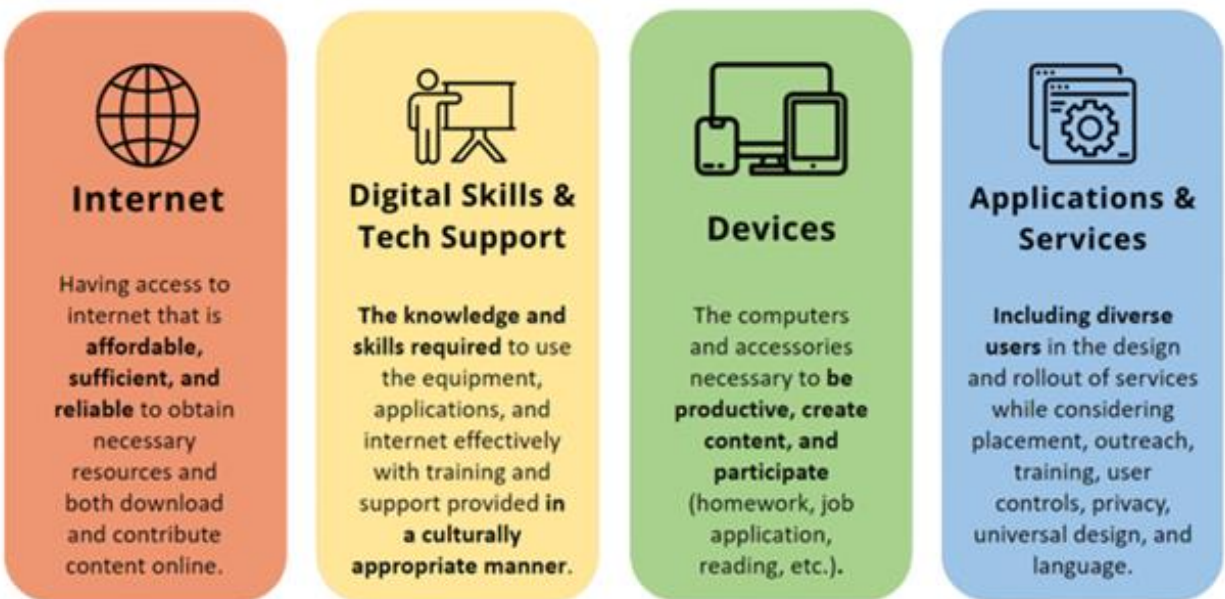 Internet
Having access to
internet that is
affordable,
sufficient, and
reliable to obtain
necessary
resources and
both download
and contribute
content online.
Digital Skills &
Tech Support
The knowledge and
skills required to use
the equipment,
applications, and
internet effectively
with training and
support provided in
a culturally
appropriate manner.
Devices
The computers
and accessories
necessary to be
productive, create
content, and
participate
(homework, job
application,
reading, etc.).
Applications &
Services
Including diverse
users in the design
and rollout of services
while considering
placement, outreach,
training, user
controls, privacy,
universal design, and
language.